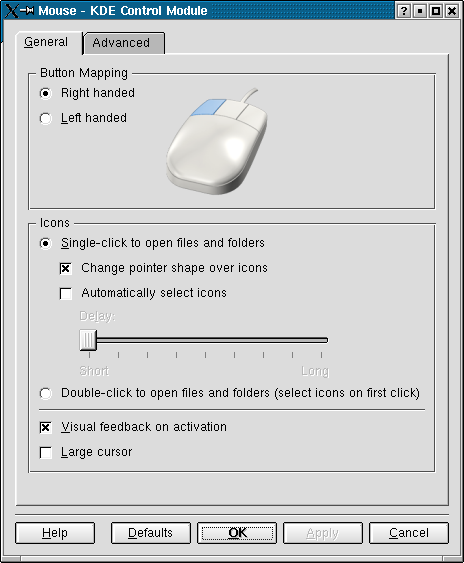 Mouse - KDE Control Module
General Advanced
Button Mapping
Right handed
Left handed
Icons
Single-click to open files and folders
Change pointer shape over icons
Automatically select icons
Delay:
Short Long
Double-click to open files and folders (select icons on first click)
Visual feedback on activation
Large cursor
Help Defaults OK Apply Cancel